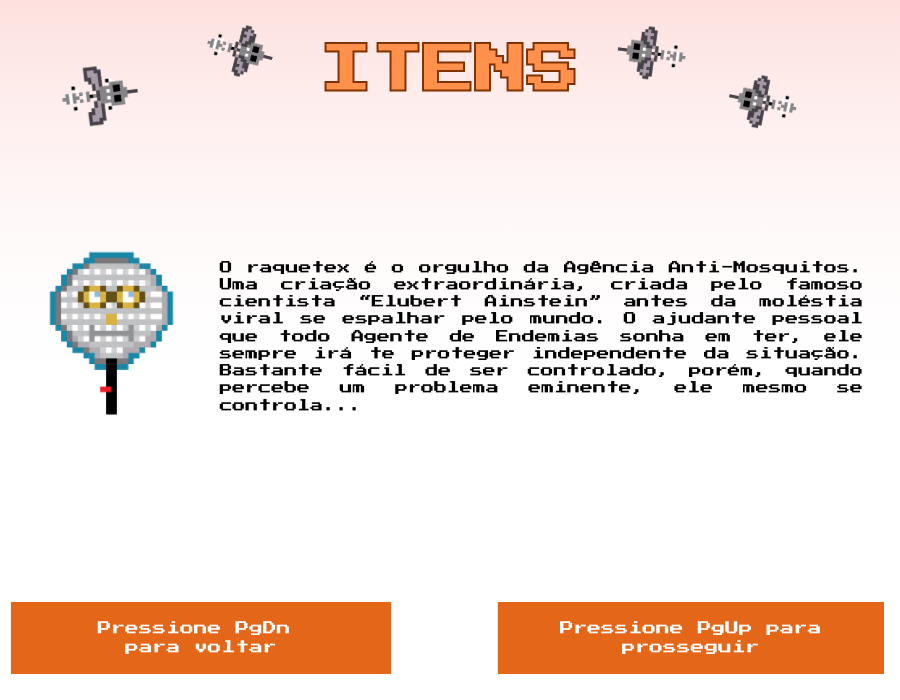 ITENS
O raquetex é o orgulho da Agência Anti-Mosquitos.
Uma criação extraordinária, criada pelo famoso
cientista “Elubert Ainstein” antes da moléstia
viral se espalhar pelo mundo. O ajudante pessoal
que todo Agente de Endemias sonha em ter, ele
sempre irá te proteger independente da situação.
Bastante fácil de ser controlado, porém, quando
percebe um problema eminente, ele mesmo se
controla...
Pressione PgDn
para voltar
Pressione PgUp para
prosseguir